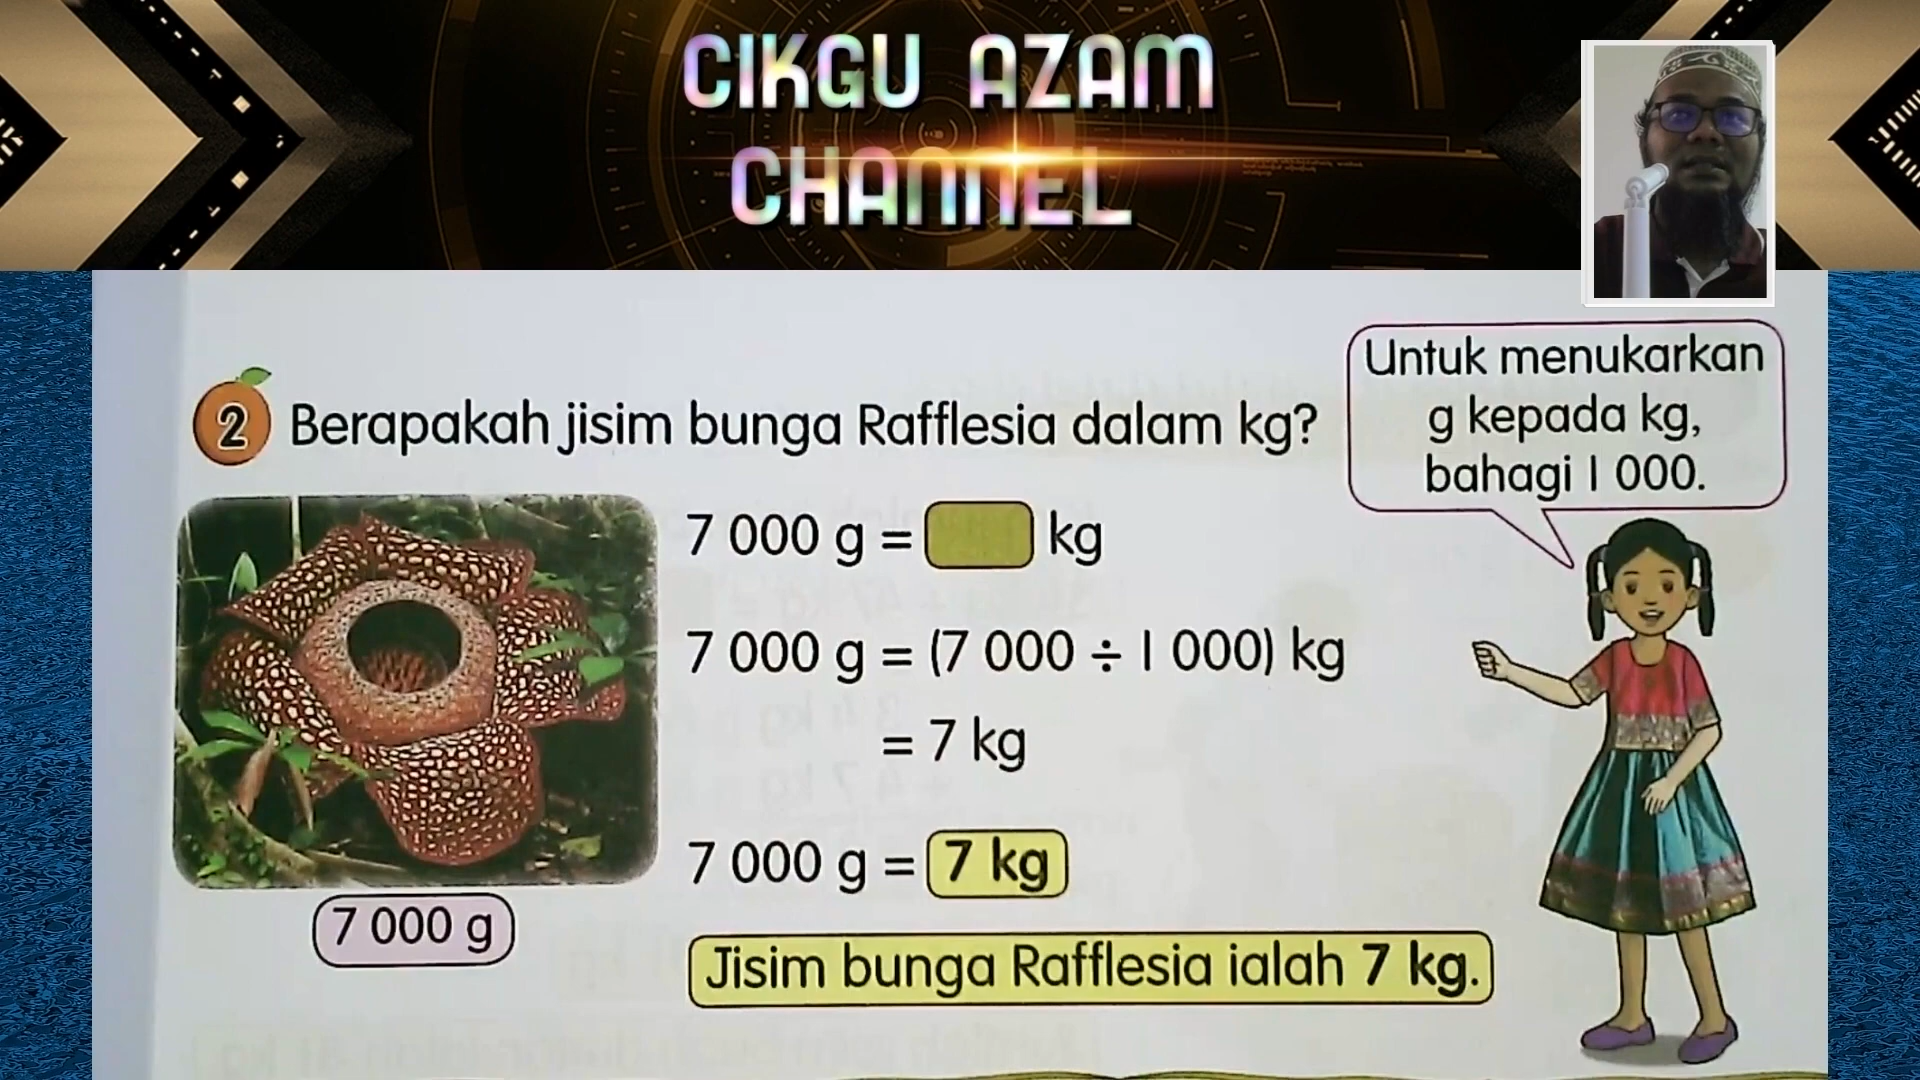 CIKGU AZAM
CHANNEL
Untuk menukarkan
g kepada kg,
bahagi 1 000.
2 Berapakah jisim bunga Rafflesia dalam kg?
7 000 g = kg
7 000 g = (7 000 ÷ 1 000) kg
= 7 kg
7 000 g = 7 kg
7 000 g
Jisim bunga Rafflesia ialah 7 kg.